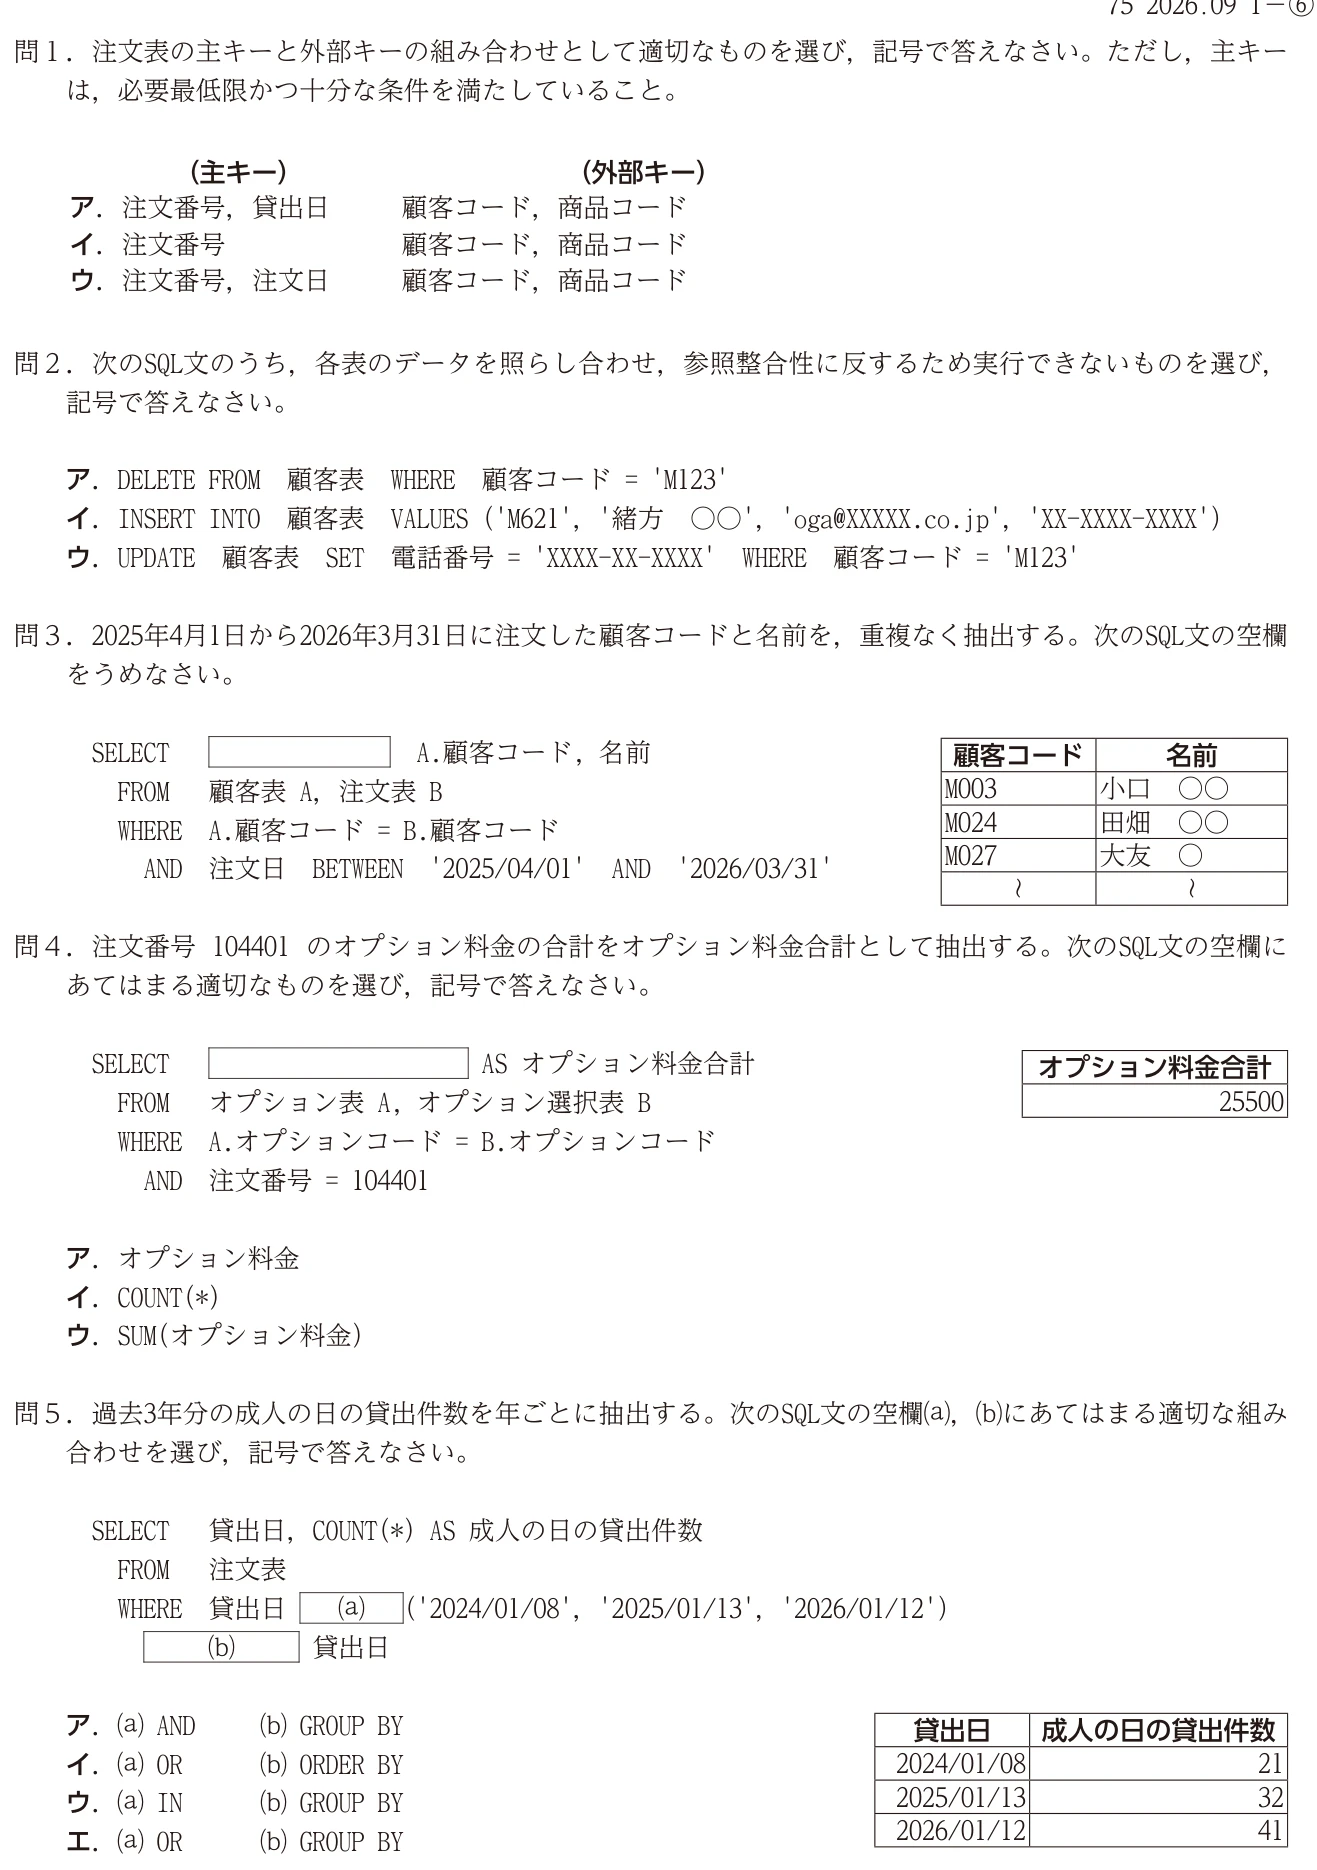 75 2026.09 1－⑥
問１．注文表の主キーと外部キーの組み合わせとして適切なものを選び，記号で答えなさい。ただし，主キー
は，必要最低限かつ十分な条件を満たしていること。
（主キー） （外部キー）
ア．注文番号，貸出日 顧客コード，商品コード
イ．注文番号 顧客コード，商品コード
ウ．注文番号，注文日 顧客コード，商品コード
問２．次のSQL文のうち，各表のデータを照らし合わせ，参照整合性に反するため実行できないものを選び，
記号で答えなさい。
ア．DELETE FROM 顧客表 WHERE 顧客コード = 'M123'
イ．INSERT INTO 顧客表 VALUES ('M621', '緒方 ○○', 'oga@XXXXX.co.jp', 'XX-XXXX-XXXX')
ウ．UPDATE 顧客表 SET 電話番号 = 'XXXX-XX-XXXX' WHERE 顧客コード = 'M123'
問３．2025年4月1日から2026年3月31日に注文した顧客コードと名前を，重複なく抽出する。次のSQL文の空欄
をうめなさい。
SELECT A.顧客コード, 名前
FROM 顧客表 A, 注文表 B
WHERE A.顧客コード = B.顧客コード
AND 注文日 BETWEEN '2025/04/01' AND '2026/03/31'
顧客コード 名前
M003 小口 ○○
M024 田畑 ○○
M027 大友 ○
～ ～
問４．注文番号 104401 のオプション料金の合計をオプション料金合計として抽出する。次のSQL文の空欄に
あてはまる適切なものを選び，記号で答えなさい。
SELECT AS オプション料金合計
FROM オプション表 A, オプション選択表 B
WHERE A.オプションコード = B.オプションコード
AND 注文番号 = 104401
オプション料金合計
25500
ア．オプション料金
イ．COUNT(*)
ウ．SUM(オプション料金)
問５．過去3年分の成人の日の貸出件数を年ごとに抽出する。次のSQL文の空欄(a)，(b)にあてはまる適切な組み
合わせを選び，記号で答えなさい。
SELECT 貸出日, COUNT(*) AS 成人の日の貸出件数
FROM 注文表
WHERE 貸出日 (a) ('2024/01/08', '2025/01/13', '2026/01/12')
(b) 貸出日
ア．(a) AND (b) GROUP BY
イ．(a) OR (b) ORDER BY
ウ．(a) IN (b) GROUP BY
エ．(a) OR (b) GROUP BY
貸出日 成人の日の貸出件数
2024/01/08 21
2025/01/13 32
2026/01/12 41